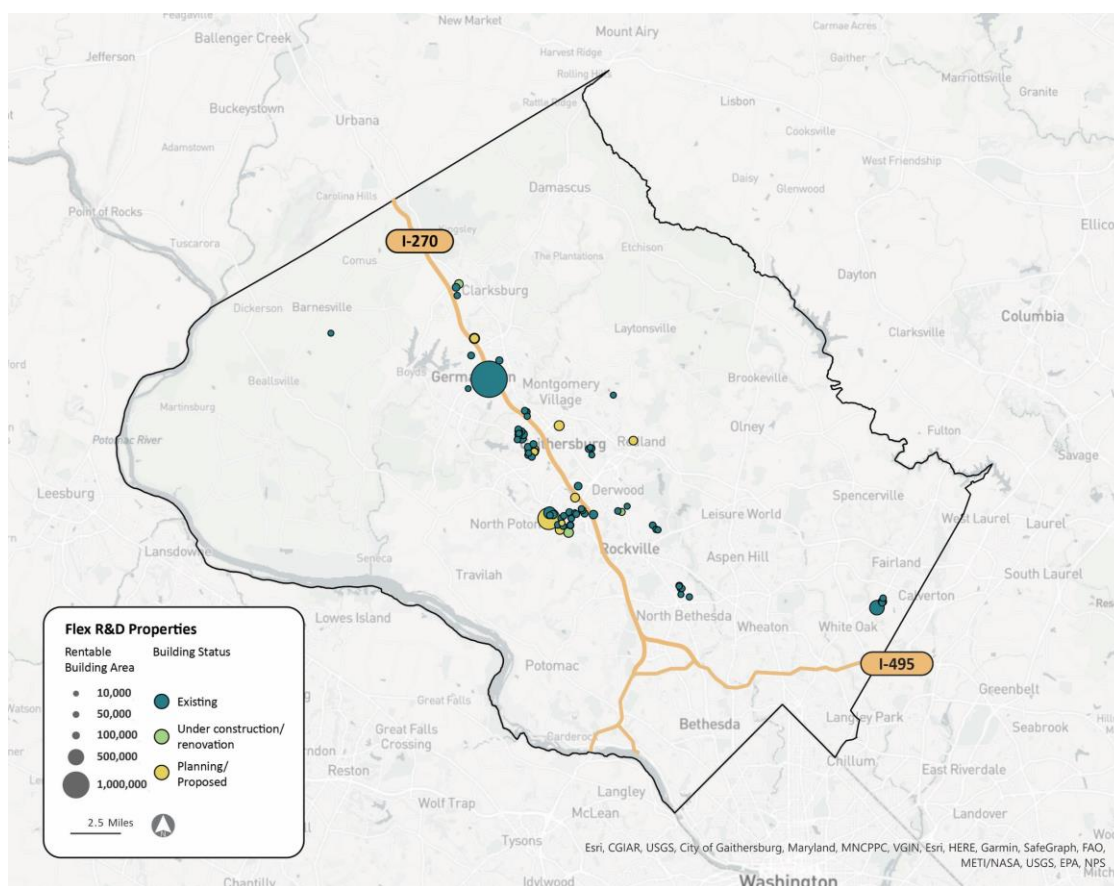 Feagaville
New Market
Mount Airy
Carmae Acres
Ballenger Creek
Harvest Ridge
Gaither
Jefferson
Rolling Hills
Marriottsville
Rattle Ridge
Lisbon
Granite
Buckeystown
Urbana
Cooksville
Adamstown
West Friendship
Daisy
Glenwood
Carolina Hills
Damascus
Point of Rocks
Ellico
I-270
Tuscarora
Comus
The Plantations
Etchison
Dayton
Clarksburg
Dickerson
Barnesville
Columbia
Laytonsville
Clarksville
Boyds
Beallsville
Montgomery
Village
Brookeville
Martinsburg
Olney
Fulton
Potomac River
Savage
Leesburg
Derwood
Spencerville
North Poto
Leisure World
West Laurel
Laurel
Lansdowne
Rockville
Seneca
Aspen Hill
Fairland
Travilah
South Laurel
Calverton
North Bethesda
Lowes Island
Wheaton
White Oak
Flex R&D Properties
Rentable
Building Area
Building Status
10,000
50,000
100,000
500,000
1,000,000
Existing
Under construction/
renovation
Planning/
Proposed
2.5 Miles
Potomac
I-495
Greenbelt
Great Falls
Great Falls
Crossing
Bethesda
Langley Park
Seabrook
Carderock
Reston
Chillum
East Riverdale
Langley
Wolf Trap
McLean
Landover
Tysons
Esri, CGIAR, USGS, City of Gaithersburg, Maryland, MNCPPC, VGIN, Esri, HERE, Garmin, SafeGraph, FAO,
METI/NASA, USGS, EPA, NPS
Chantilly
Idylwood
Washington